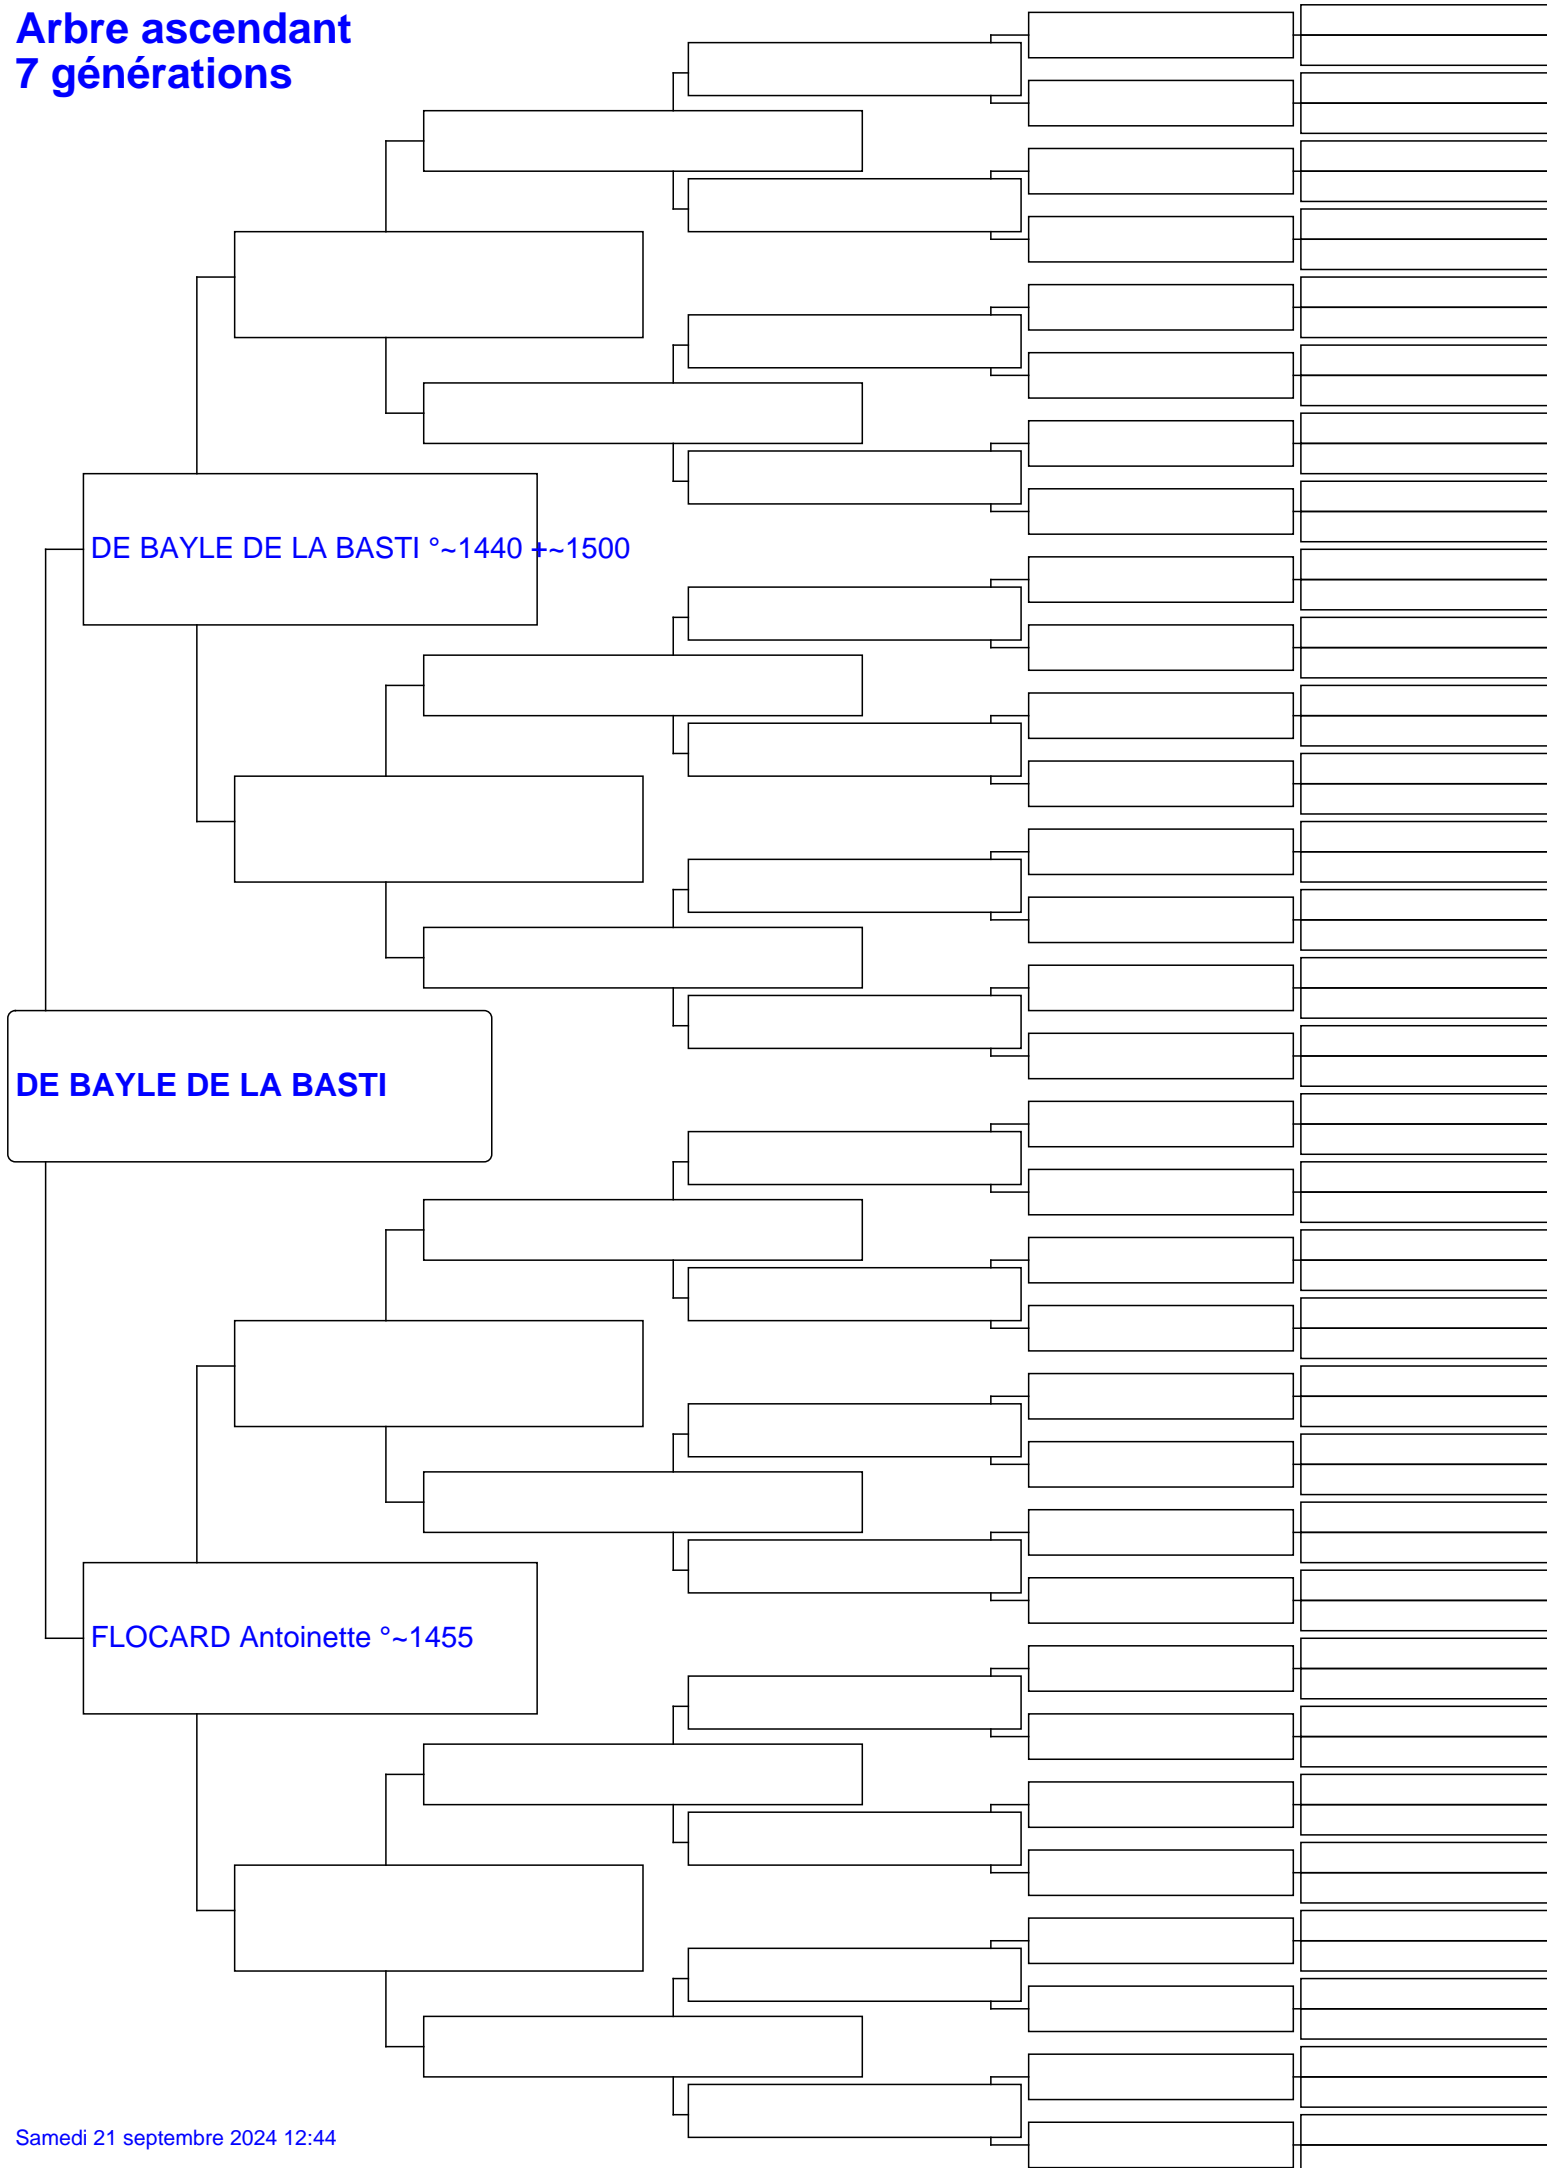 Arbre ascendant
7 générations
DE BAYLE DE LA BASTI °~1440 +~1500
DE BAYLE DE LA BASTI
FLOCARD Antoinette °~1455
Samedi 21 septembre 2024 12:44